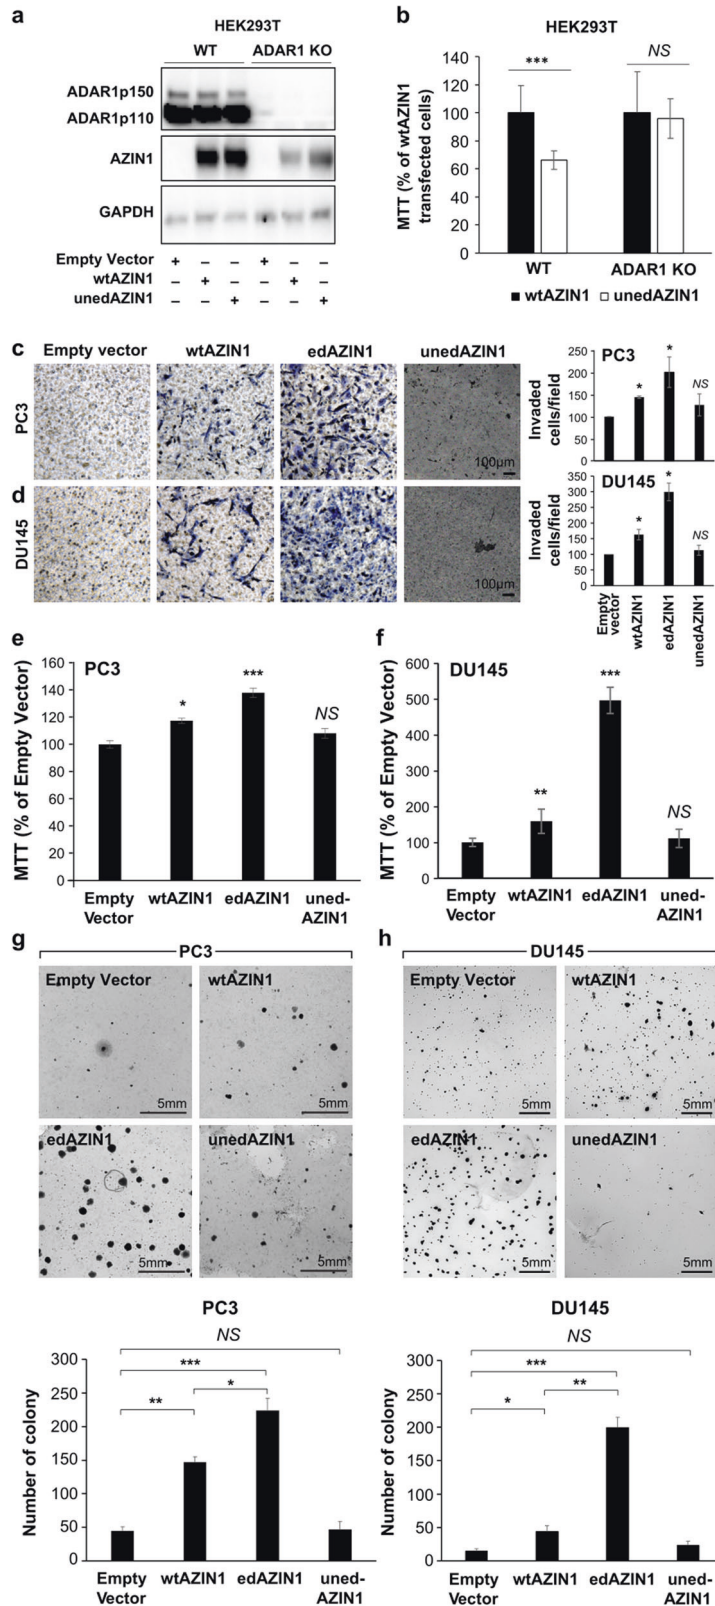 a
HEK293T
WT ADAR1 KO
ADAR1p150
ADAR1p110
AZIN1
GAPDH
Empty Vector + – – + – –
wtAZIN1 – + – – + –
unedAZIN1 – – + – – +
b
HEK293T
*** NS
MTT (% of wtAZIN1
transfected cells)
140
120
100
80
60
40
20
0
WT ADAR1 KO
wtAZIN1 unedAZIN1
c
Empty vector wtAZIN1 edAZIN1 unedAZIN1
PC3
100µm
d
DU145
100µm
PC3
Invaded
cells/field
250
200
150
100
50
0
* * NS
DU145
Invaded
cells/field
350
300
250
200
150
100
50
0
* * NS
Empty
vector
wtAZIN1
edAZIN1
unedAZIN1
e
PC3
MTT (% of Empty Vector)
160
140
120
100
80
60
40
20
0
* *** NS
Empty
Vector
wtAZIN1
edAZIN1
uned-
AZIN1
f
DU145
MTT (% of Empty Vector)
600
500
400
300
200
100
0
** *** NS
Empty
Vector
wtAZIN1
edAZIN1
uned-
AZIN1
g
PC3
Empty Vector
5mm
wtAZIN1
5mm
edAZIN1
5mm
unedAZIN1
5mm
h
DU145
Empty Vector
5mm
wtAZIN1
5mm
edAZIN1
5mm
unedAZIN1
5mm
PC3
NS
***
** *
Number of colony
300
250
200
150
100
50
0
Empty
Vector
wtAZIN1
edAZIN1
uned-
AZIN1
DU145
NS
***
* **
Number of colony
300
250
200
150
100
50
0
Empty
Vector
wtAZIN1
edAZIN1
uned-
AZIN1